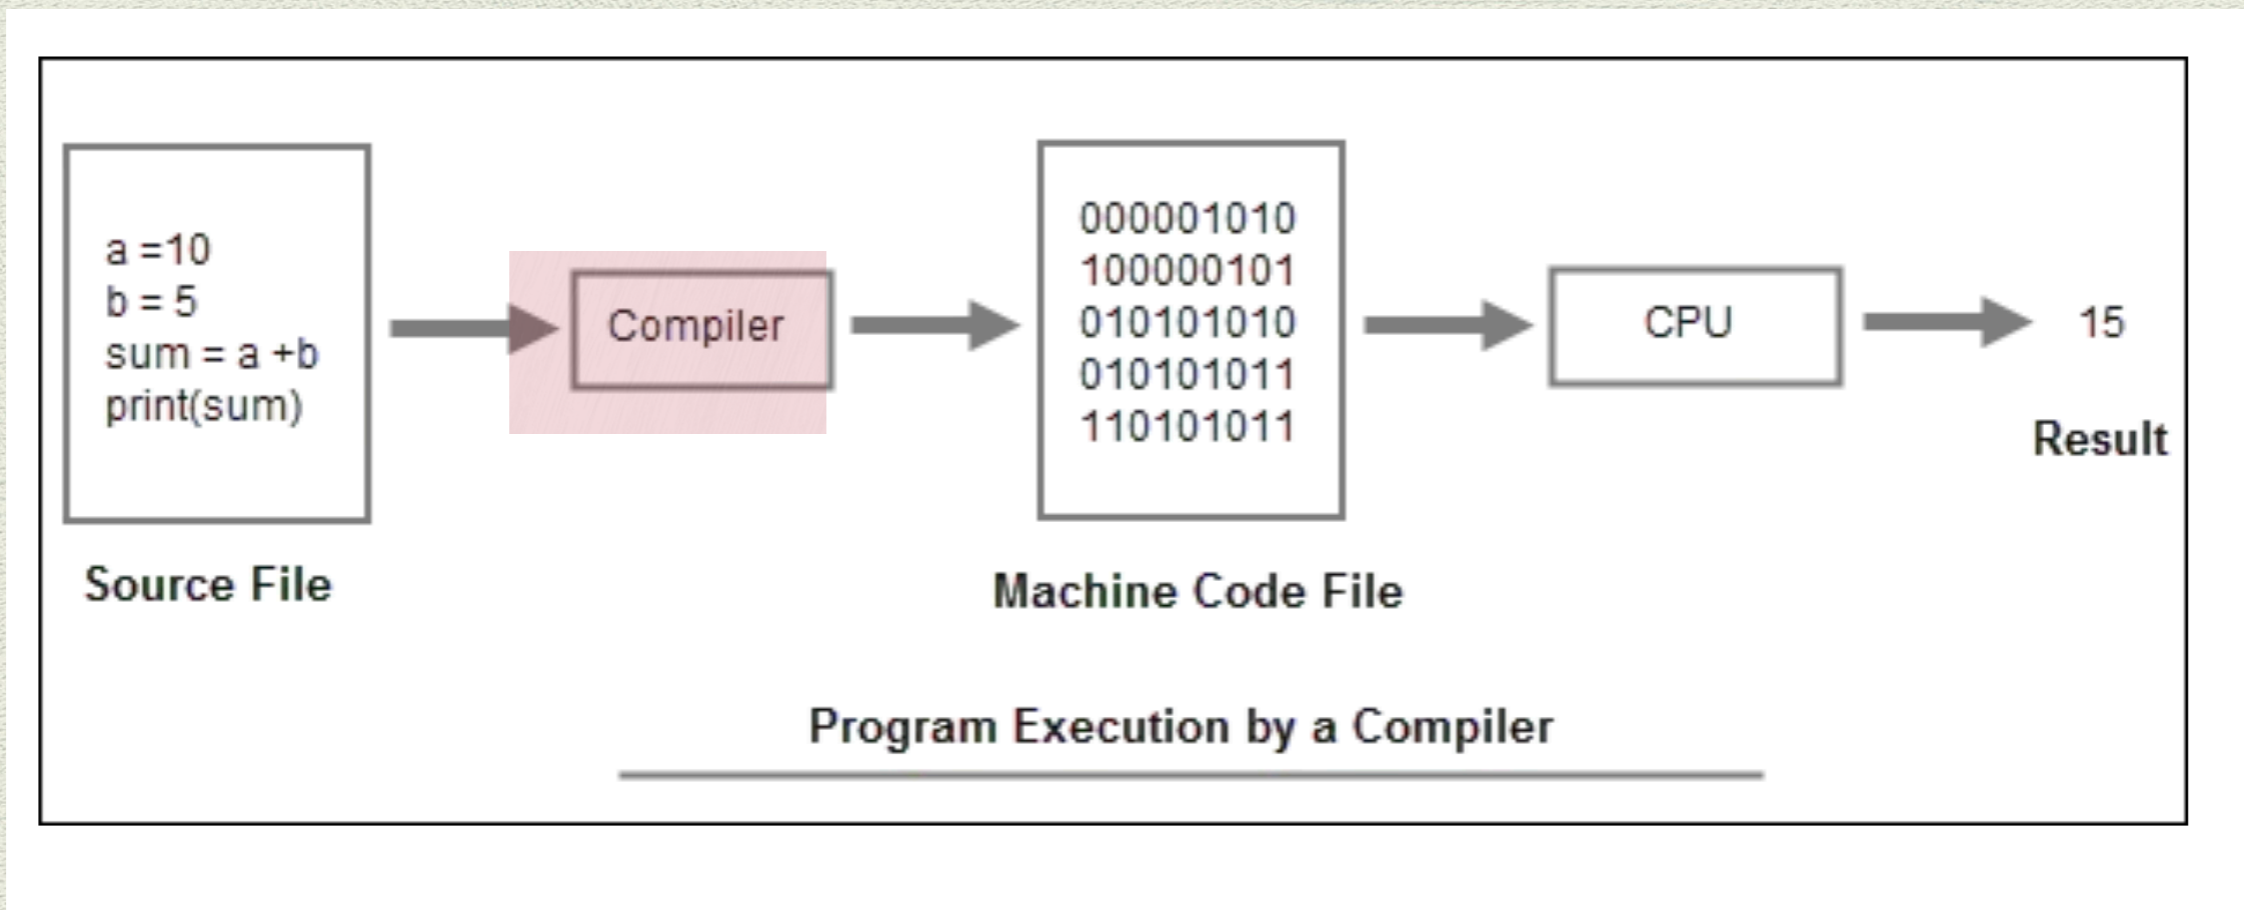 a =10
b = 5
sum = a +b
print(sum)
Source File
Compiler
000001010
100000101
010101010
010101011
110101011
Machine Code File
CPU
15
Result
Program Execution by a Compiler